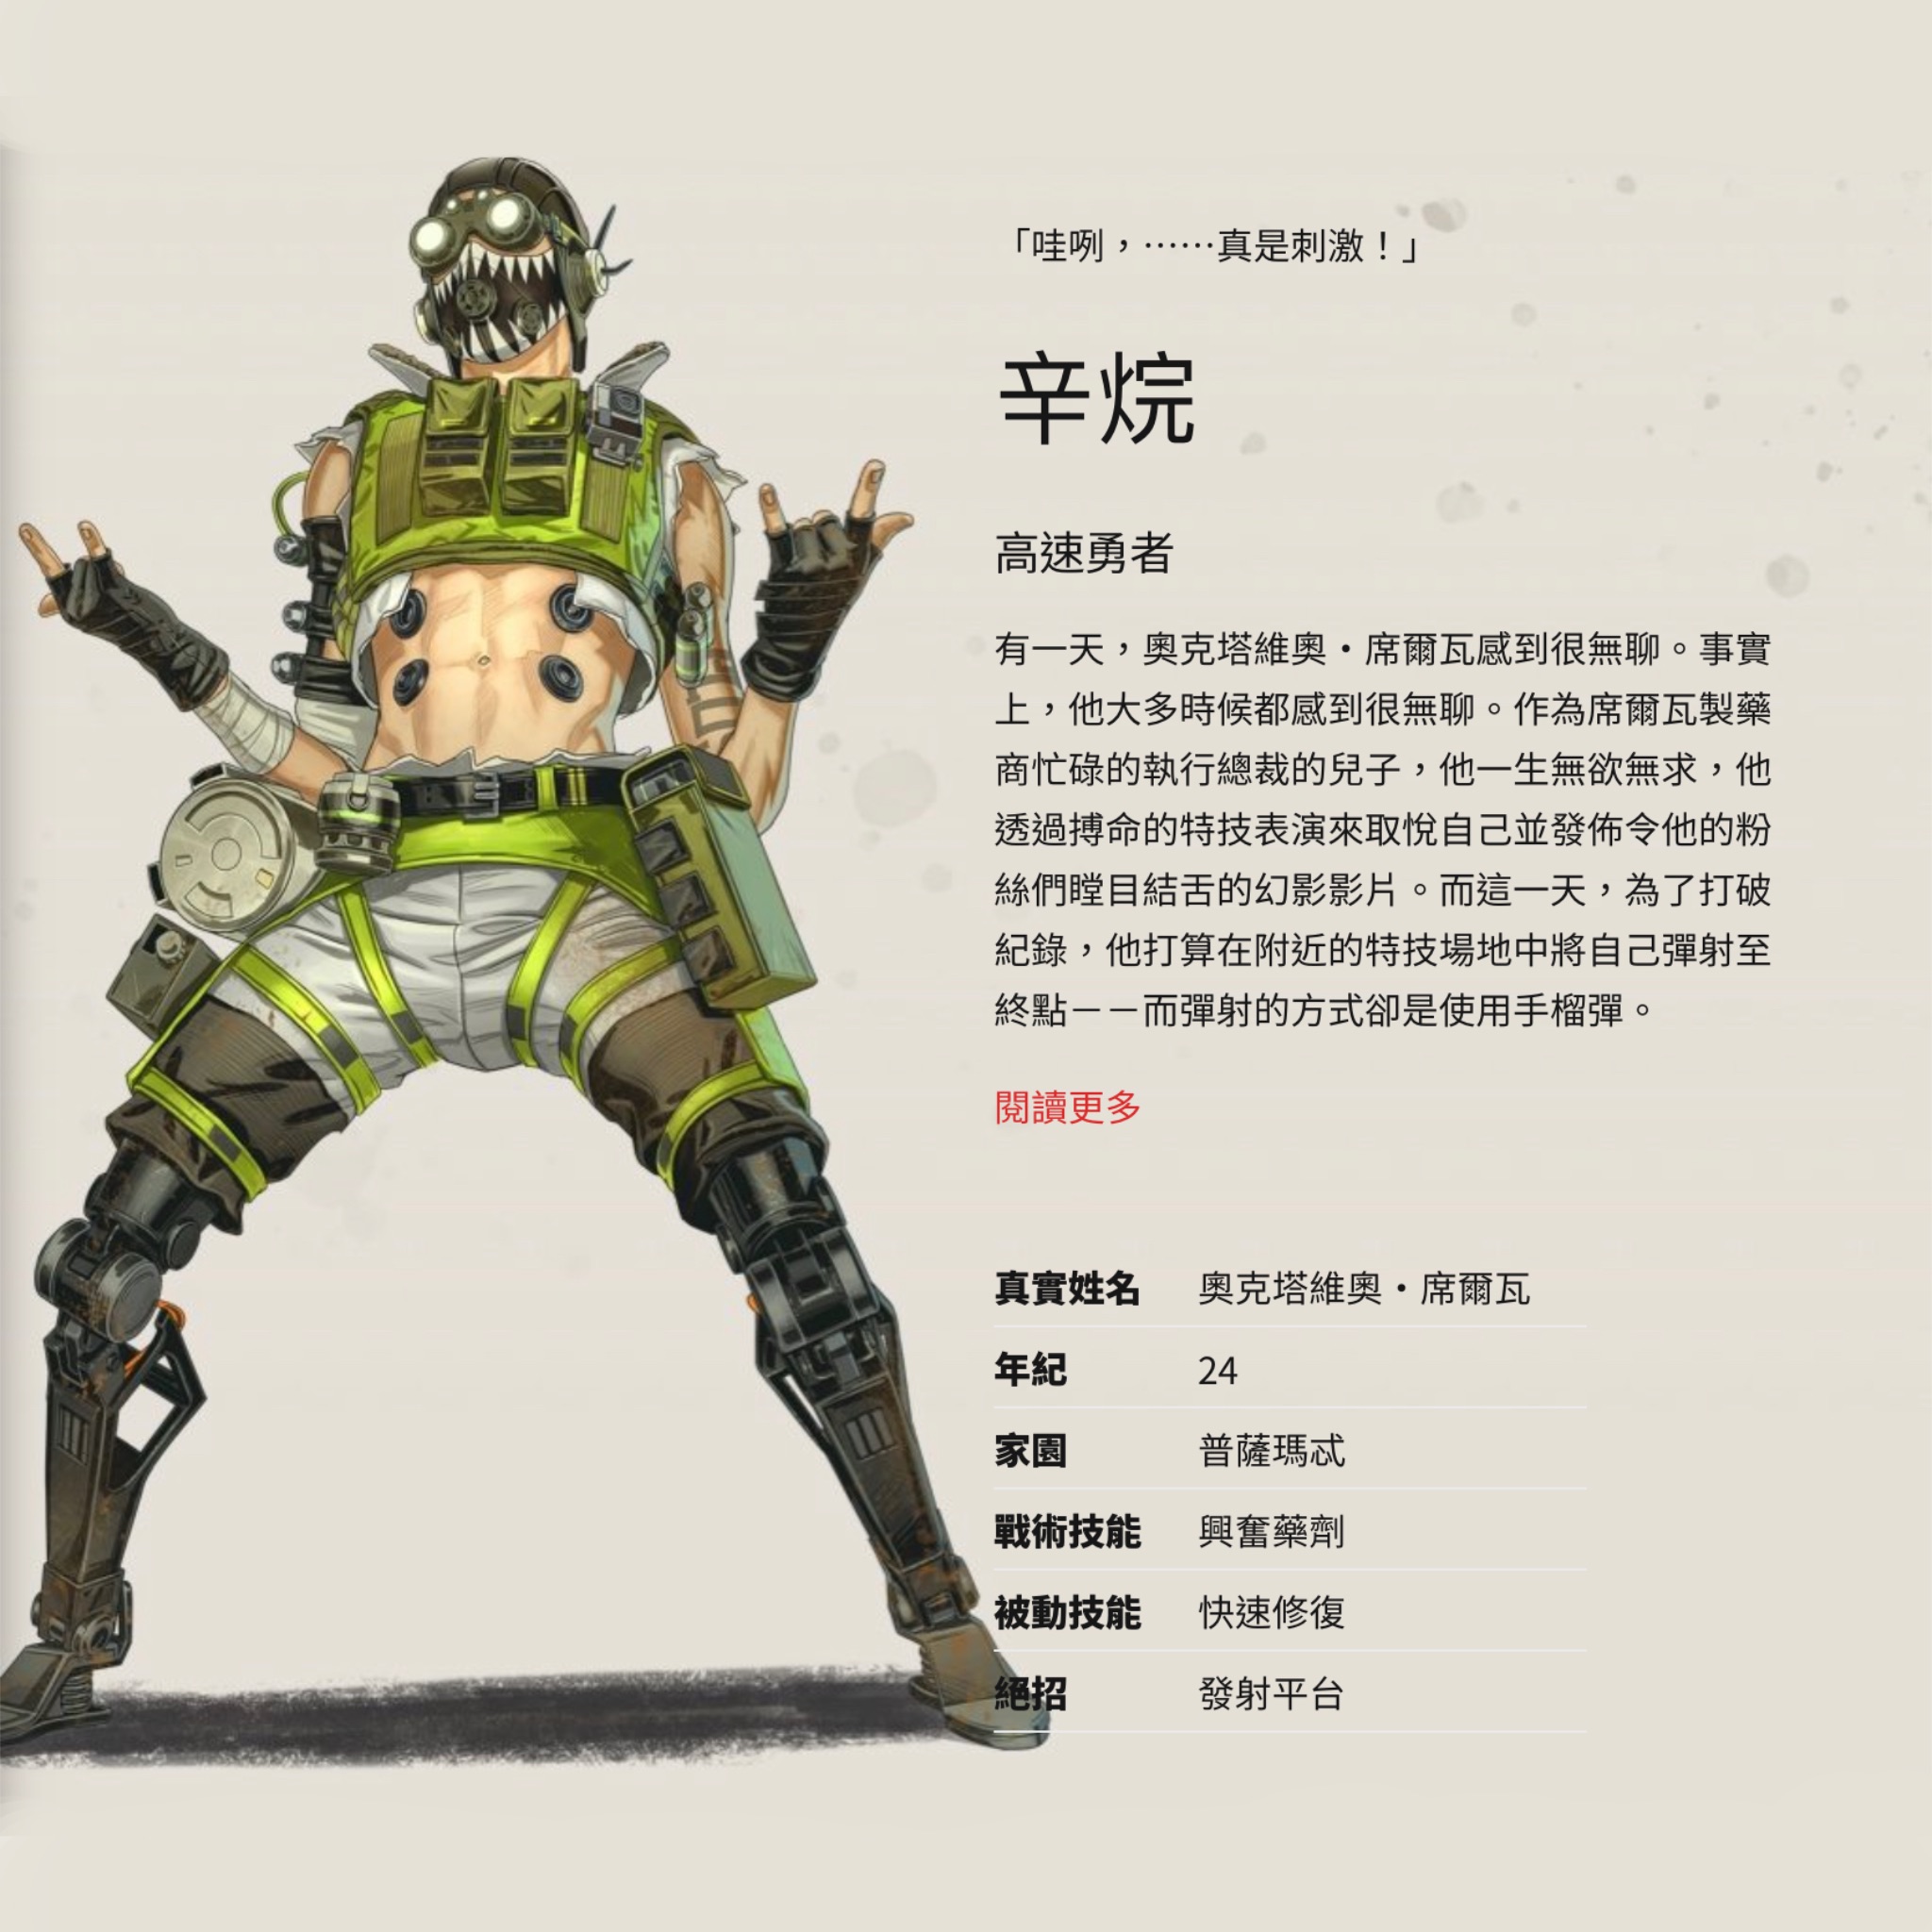 「哇咧，⋯⋯真是刺激！」
辛烷
高速勇者
有一天，奧克塔維奧・席爾瓦感到很無聊。事實
上，他大多時候都感到很無聊。作為席爾瓦製藥
商忙碌的執行總裁的兒子，他一生無欲無求，他
透過搏命的特技表演來取悅自己並發佈令他的粉
絲們瞠目結舌的幻影影片。而這一天，為了打破
紀錄，他打算在附近的特技場地中將自己彈射至
終點－－而彈射的方式卻是使用手榴彈。
閱讀更多
真實姓名 奧克塔維奧・席爾瓦
年紀 24
家園 普薩瑪忒
戰術技能 興奮藥劑
被動技能 快速修復
絕招 發射平台